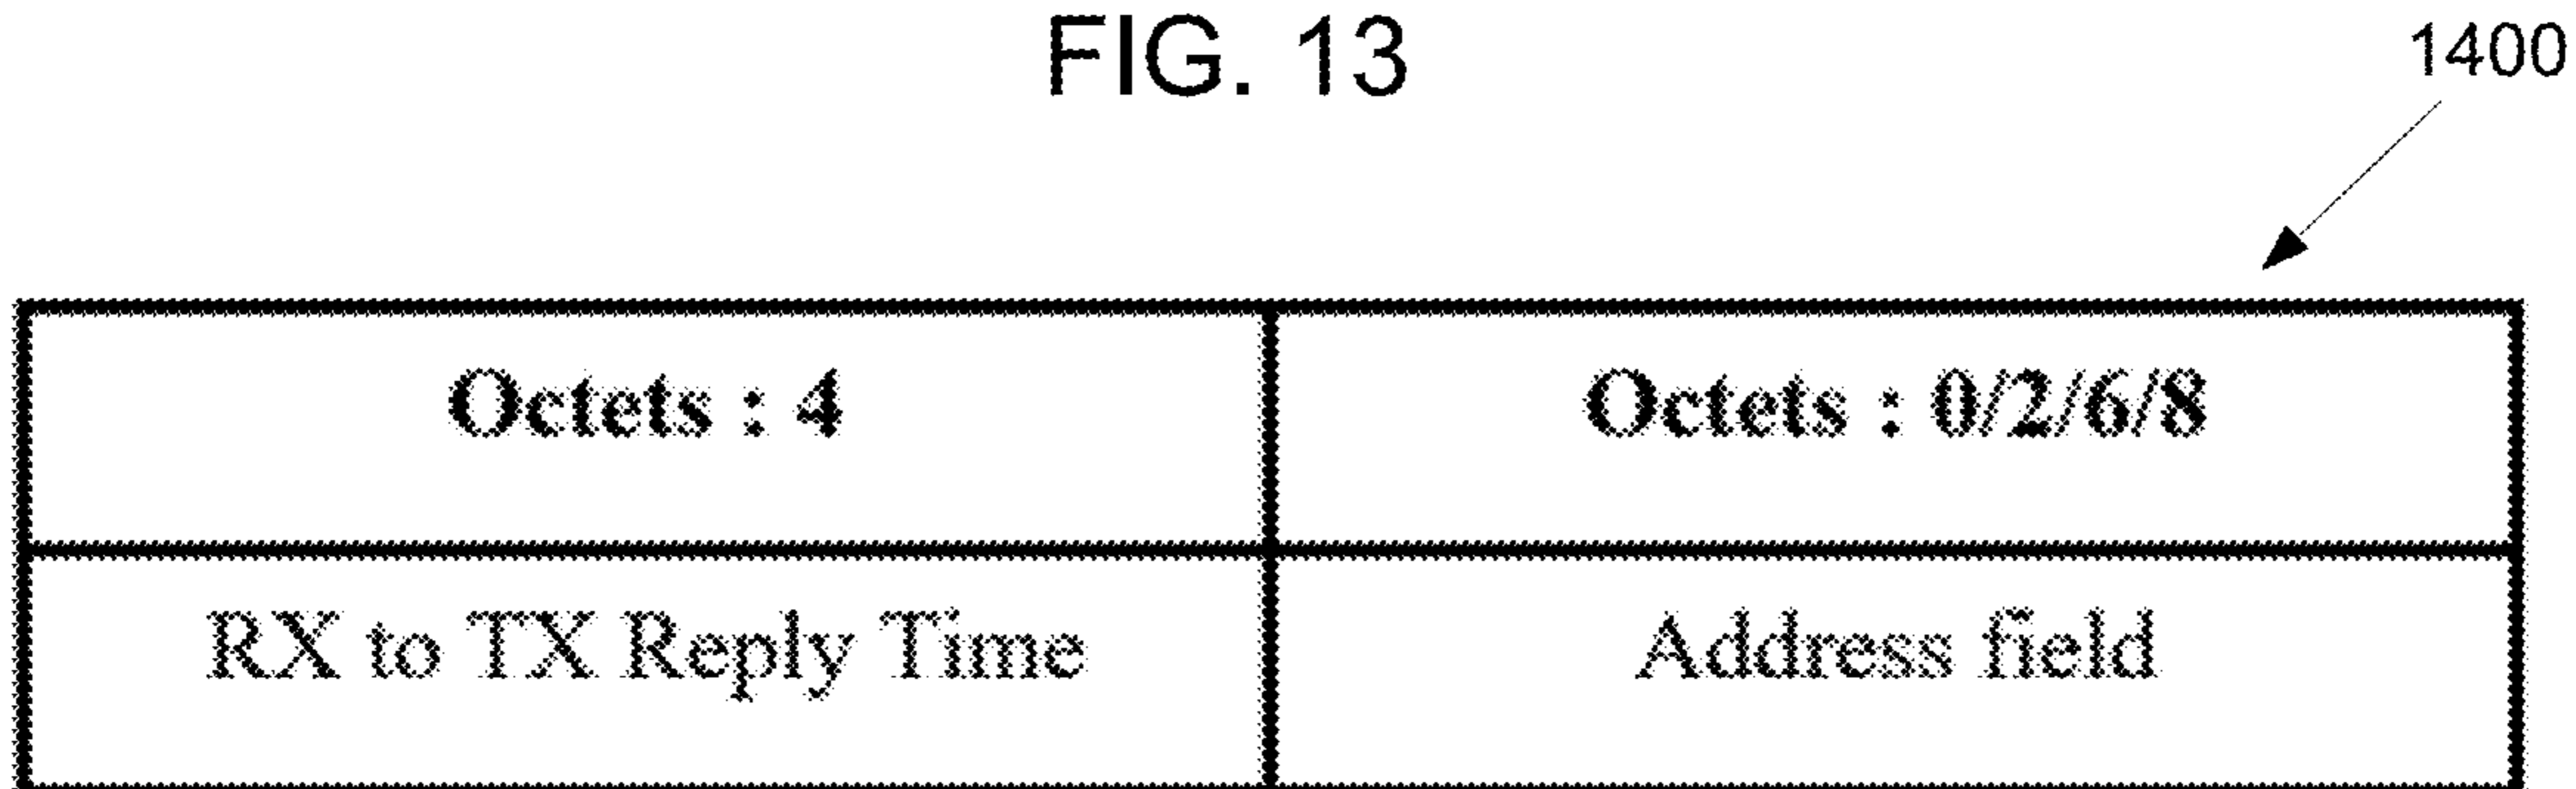 FIG. 13
1400
Octets : 4
Octets : 0/2/6/8
RX to TX Reply Time
Address field